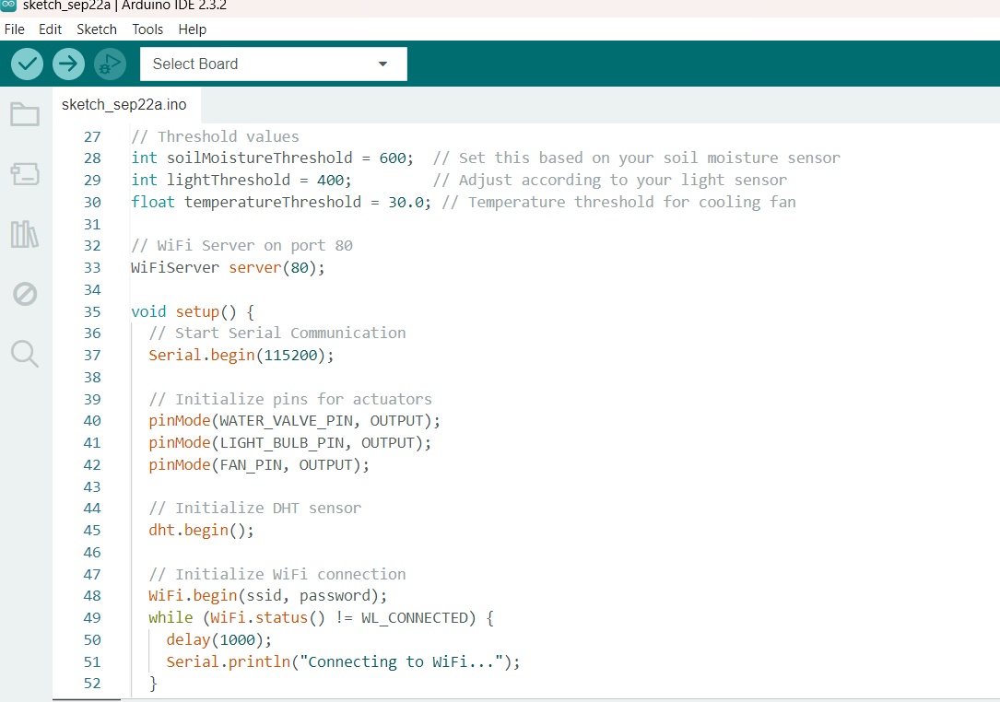 sketch_sep22a | Arduino IDE 2.3.2
File Edit Sketch Tools Help
Select Board
sketch_sep22a.ino
27 // Threshold values
28 int soilMoistureThreshold = 600;  // Set this based on your soil moisture sensor
29 int lightThreshold = 400;         // Adjust according to your light sensor
30 float temperatureThreshold = 30.0; // Temperature threshold for cooling fan
31
32 // WiFi Server on port 80
33 WiFiServer server(80);
34
35 void setup() {
36   // Start Serial Communication
37   Serial.begin(115200);
38
39   // Initialize pins for actuators
40   pinMode(WATER_VALVE_PIN, OUTPUT);
41   pinMode(LIGHT_BULB_PIN, OUTPUT);
42   pinMode(FAN_PIN, OUTPUT);
43
44   // Initialize DHT sensor
45   dht.begin();
46
47   // Initialize WiFi connection
48   WiFi.begin(ssid, password);
49   while (WiFi.status() != WL_CONNECTED) {
50     delay(1000);
51     Serial.println("Connecting to WiFi...");
52   }